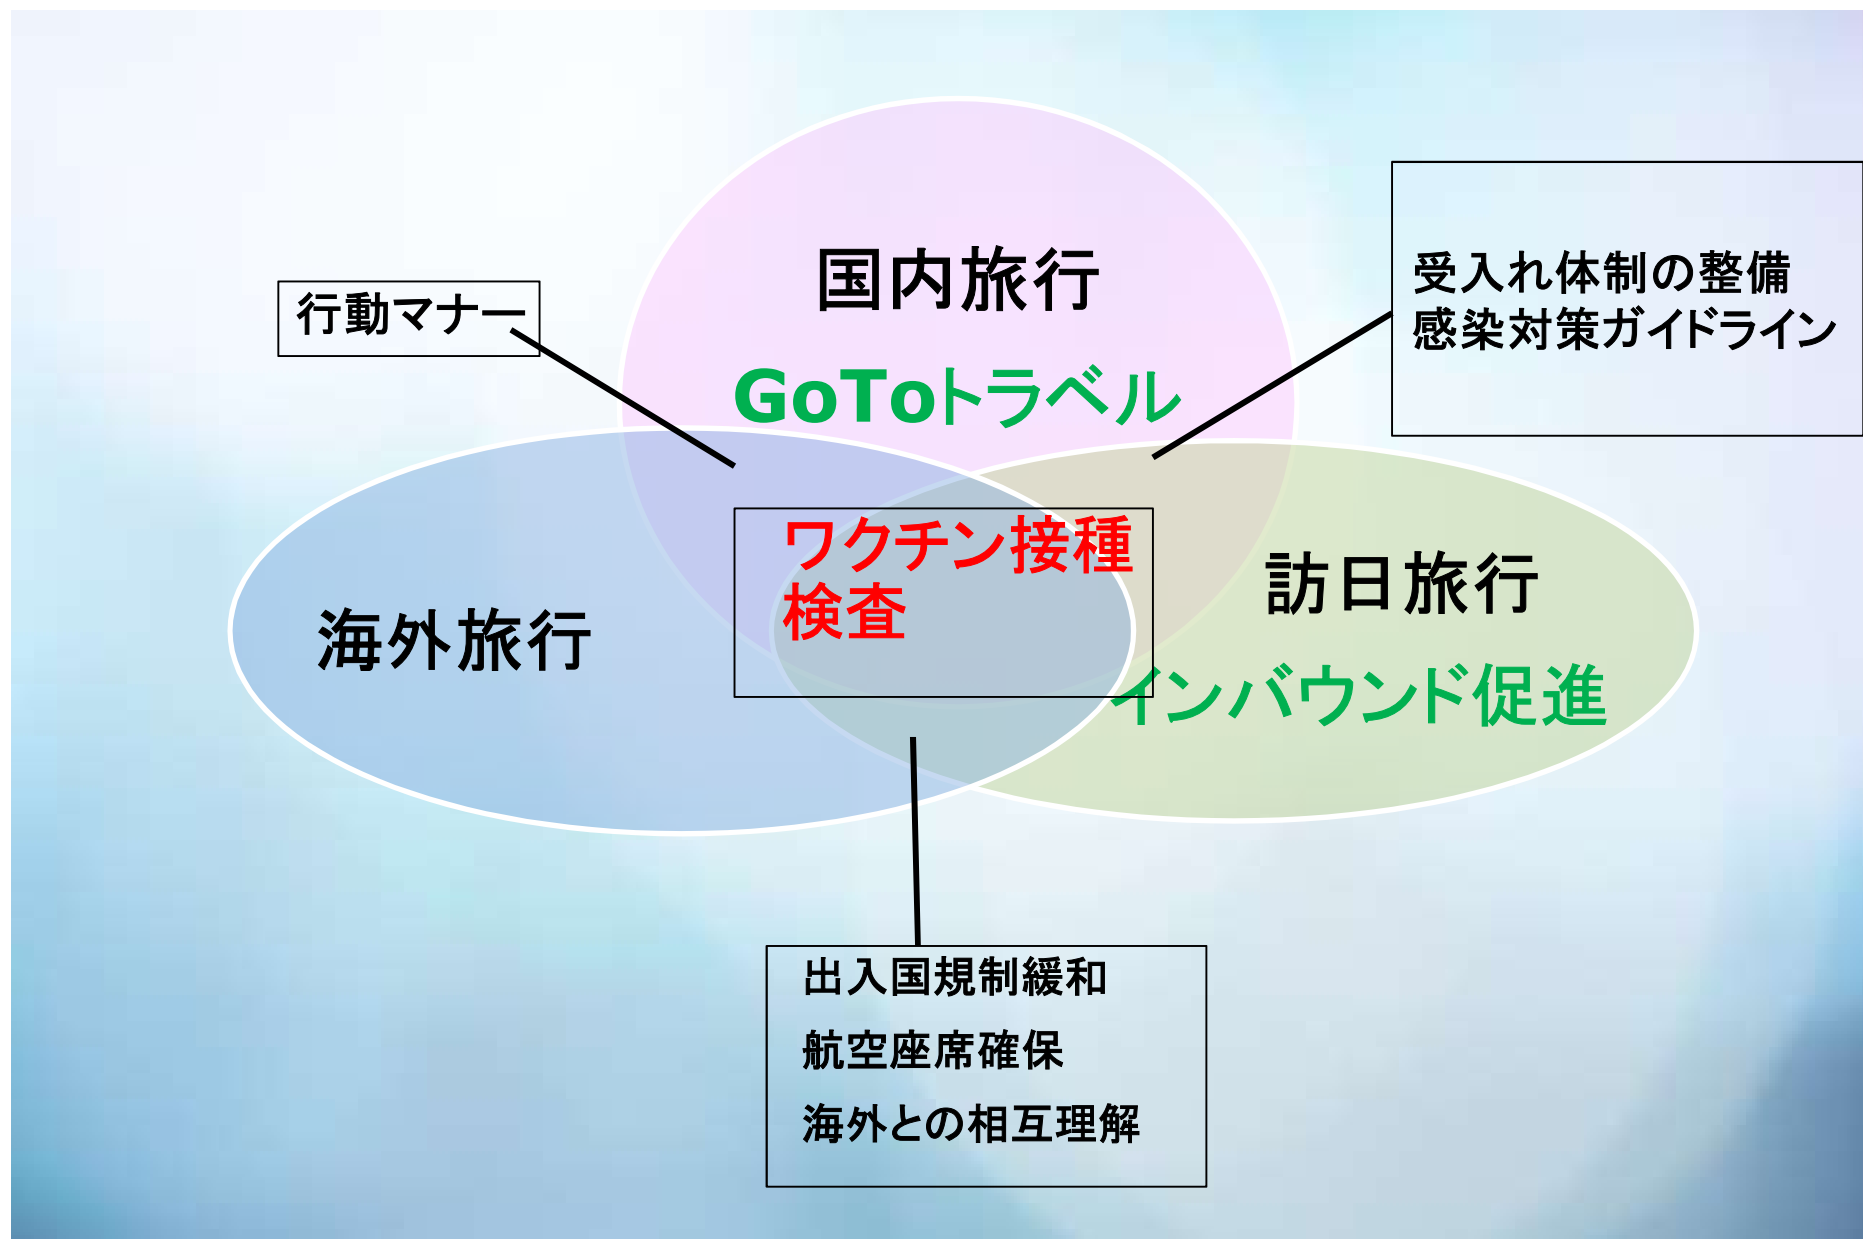 国内旅行
GoToトラベル
行動マナー
受入れ体制の整備
感染対策ガイドライン
ワクチン接種
検査
海外旅行
訪日旅行
インバウンド促進
出入国規制緩和
航空座席確保
海外との相互理解